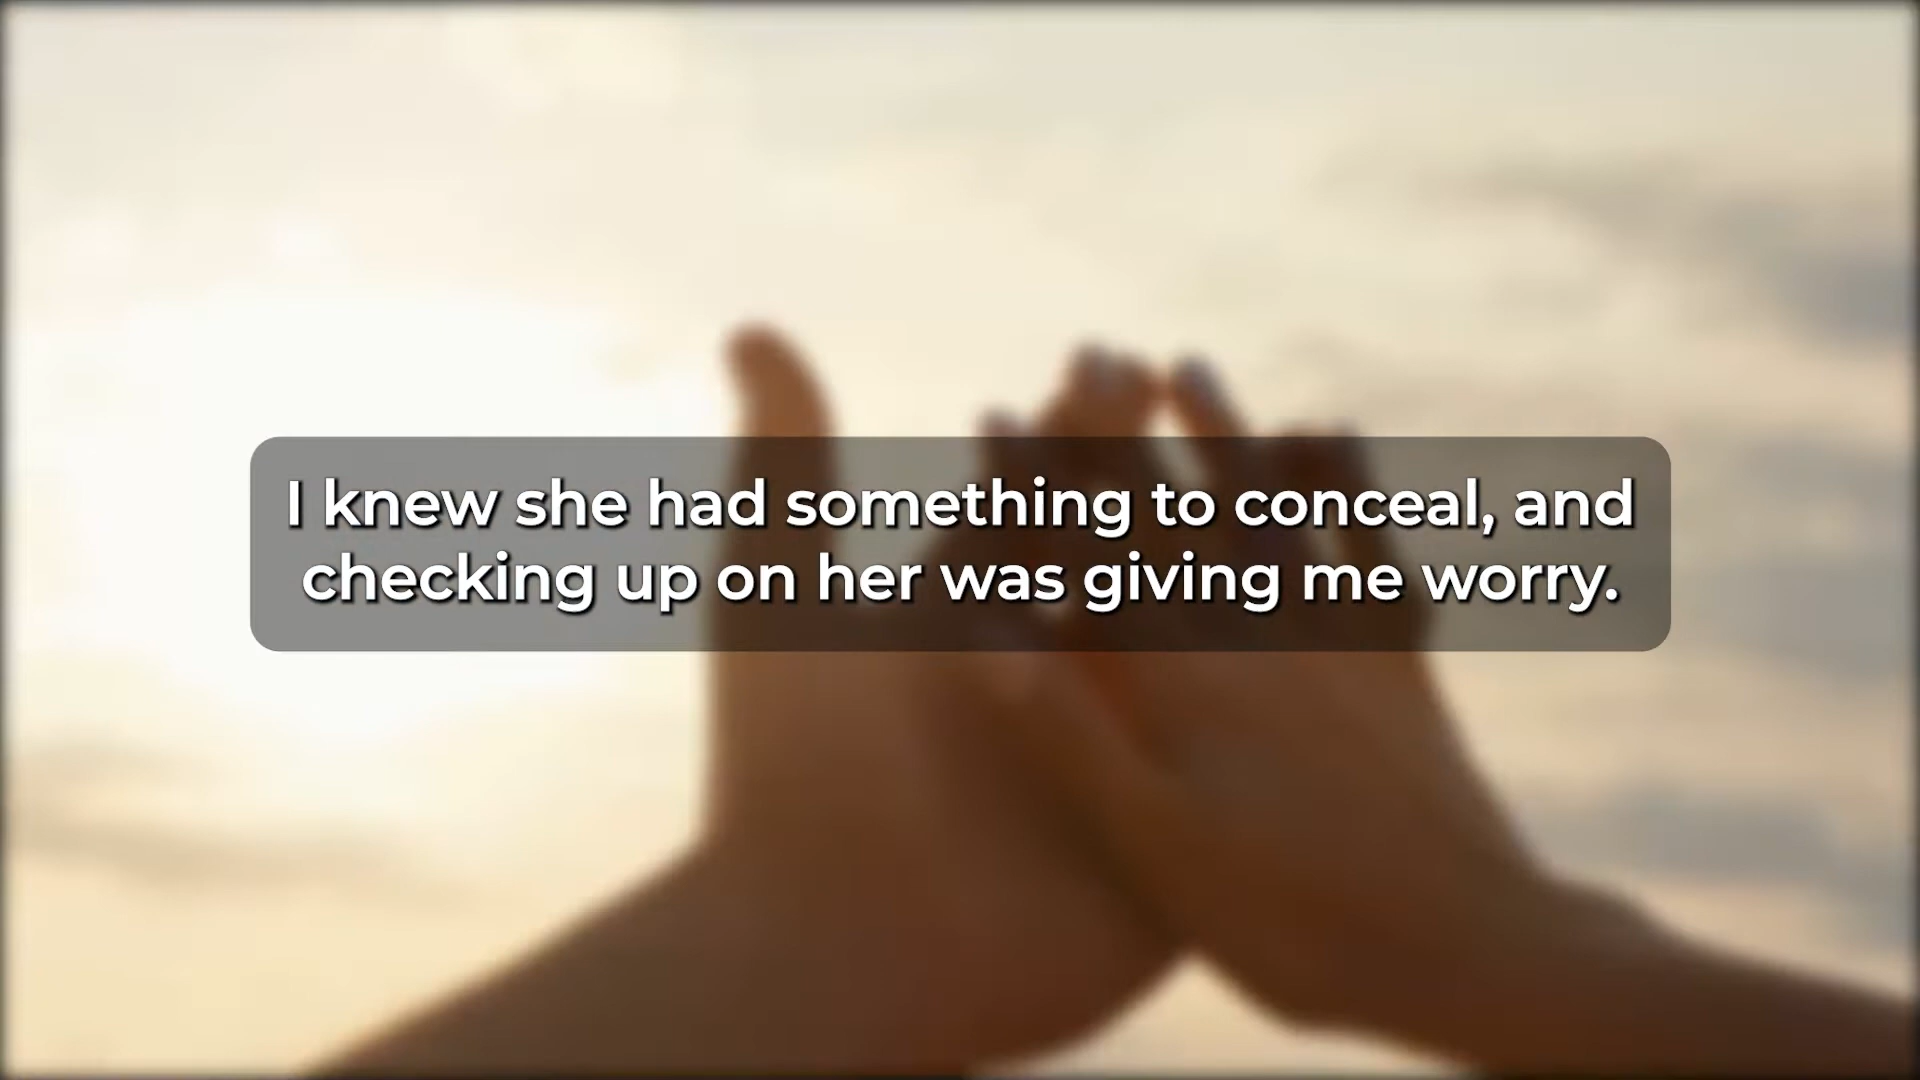 I knew she had something to conceal, and
checking up on her was giving me worry.